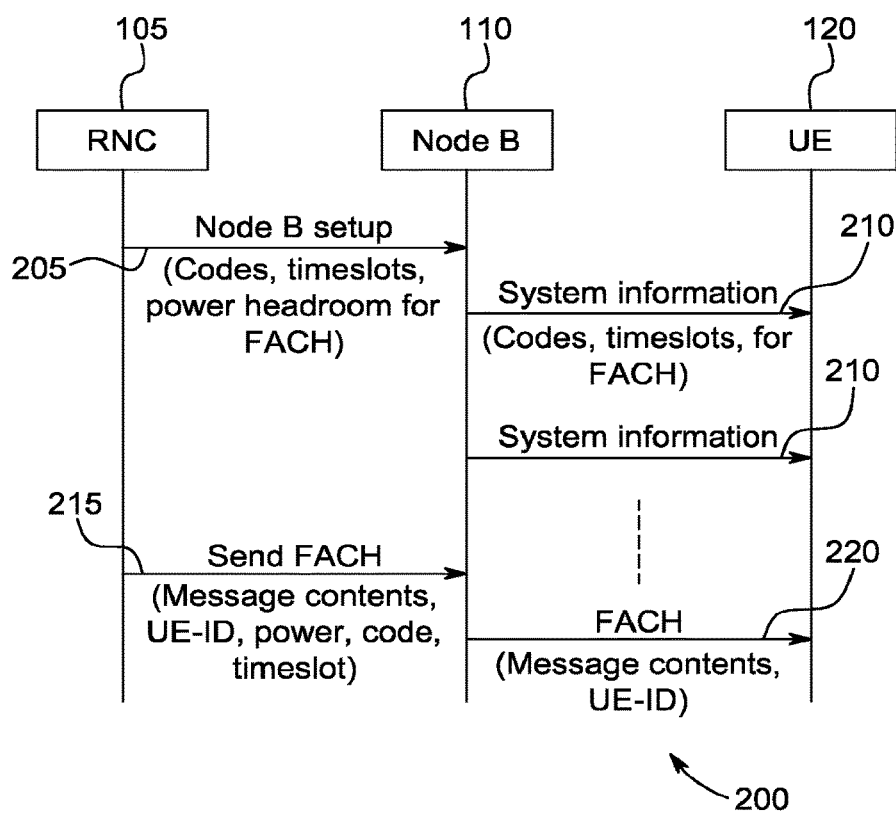 105
110
120
RNC
Node B
UE
Node B setup
205
(Codes, timeslots,
power headroom for
FACH)
210
System information
(Codes, timeslots, for
FACH)
210
System information
215
Send FACH
(Message contents,
UE-ID, power, code,
timeslot)
220
FACH
(Message contents,
UE-ID)
200